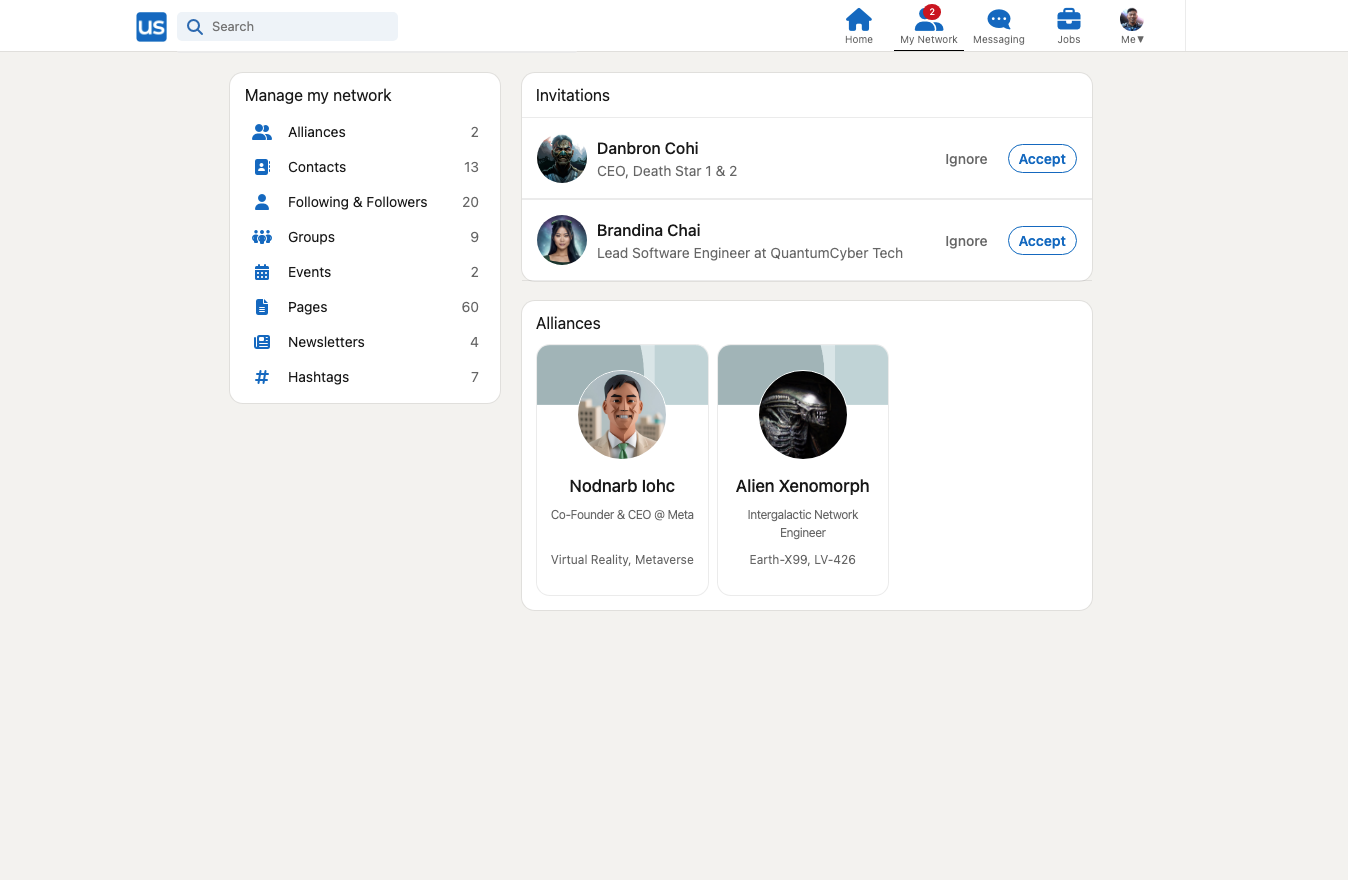 us
Search
Home
2
My Network
Messaging
Jobs
Me▼
Manage my network
Alliances 2
Contacts 13
Following & Followers 20
Groups 9
Events 2
Pages 60
Newsletters 4
Hashtags 7
Invitations
Danbron Cohi
CEO, Death Star 1 & 2
Ignore
Accept
Brandina Chai
Lead Software Engineer at QuantumCyber Tech
Ignore
Accept
Alliances
Nodnarb Iohc
Co-Founder & CEO @ Meta
Virtual Reality, Metaverse
Alien Xenomorph
Intergalactic Network
Engineer
Earth-X99, LV-426